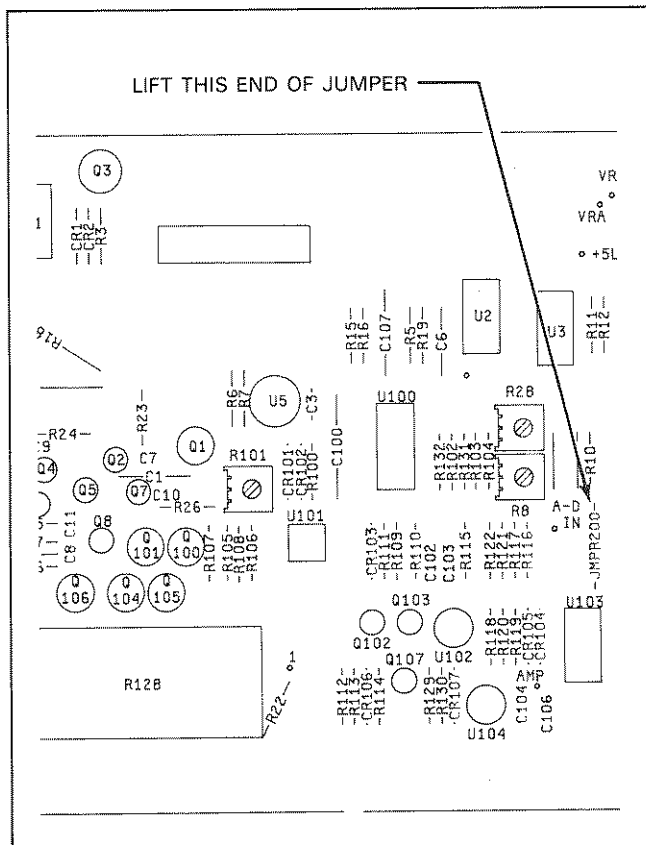 LIFT THIS END OF JUMPER
Q3
VR
VRA
+5L
1
CR1
CR2
R3
R16
R15
R16
C107
R5
R19
C6
U2
U3
R11
R12
R6
R7
U5
C3
U100
R28
R23
R24
C9
Q4
Q2
C7
Q1
R101
CR101
CR102
R100
C100
R132
R102
R131
R103
R104
R10
Q5
Q7
C1
C10
R26
U101
R8
A-D
IN
JMPR200
C11
C8
Q8
Q
101
Q
100
R107
R105
R108
R106
CR103
R111
R109
R110
C102
C103
R115
R122
R121
R117
R116
Q
106
Q
104
Q
105
Q102
Q103
U102
R118
R120
R119
CR105
CR104
U103
R128
1
R22
Q107
R112
R113
CR106
R114
R129
R130
CR107
U104
AMP
C104
C106